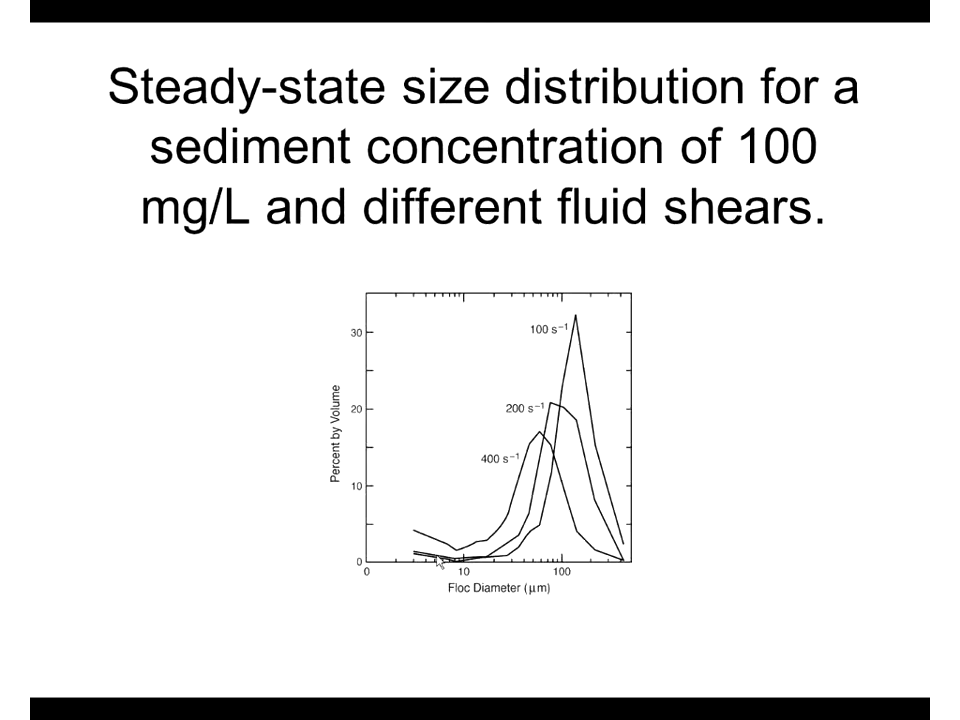 Steady-state size distribution for a
sediment concentration of 100
mg/L and different fluid shears.
30
20
10
0
Percent by Volume
100 s⁻¹
200 s⁻¹
400 s⁻¹
0 10 100
Floc Diameter (μm)